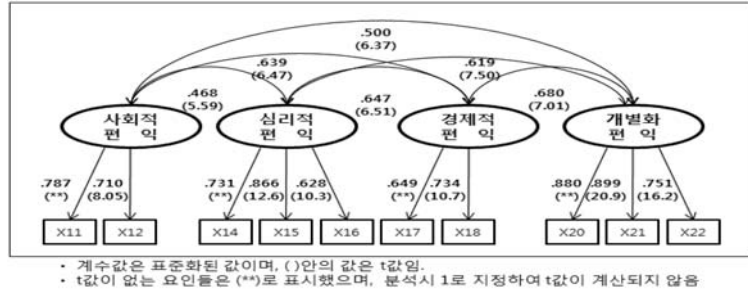 .500
(6.37)
.639
(6.47)
.619
(7.50)
.468
(5.59)
.647
(6.51)
.680
(7.01)
사회적
편 익
심리적
편 익
경제적
편 익
개별화
편 익
.787 .710 .731 .866 .628 .649 .734 .880 .899 .751
(**) (8.05) (**) (12.6) (10.3) (**) (10.7) (**) (20.9) (16.2)
X11 X12 X14 X15 X16 X17 X18 X20 X21 X22
• 계수값은 표준화된 값이며, ( )안의 값은 t값임.
• t값이 없는 요인들은 (**)로 표시했으며, 분석시 1로 지정하여 t값이 계산되지 않음